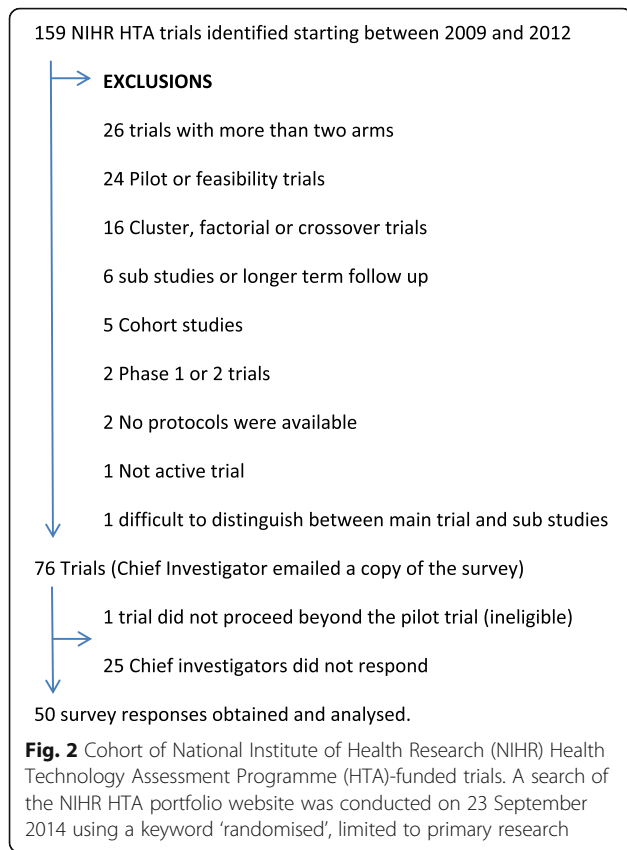 159 NIHR HTA trials identified starting between 2009 and 2012
EXCLUSIONS
26 trials with more than two arms
24 Pilot or feasibility trials
16 Cluster, factorial or crossover trials
6 sub studies or longer term follow up
5 Cohort studies
2 Phase 1 or 2 trials
2 No protocols were available
1 Not active trial
1 difficult to distinguish between main trial and sub studies
76 Trials (Chief Investigator emailed a copy of the survey)
1 trial did not proceed beyond the pilot trial (ineligible)
25 Chief investigators did not respond
50 survey responses obtained and analysed.
Fig. 2 Cohort of National Institute of Health Research (NIHR) Health
Technology Assessment Programme (HTA)-funded trials. A search of
the NIHR HTA portfolio website was conducted on 23 September
2014 using a keyword ‘randomised’, limited to primary research